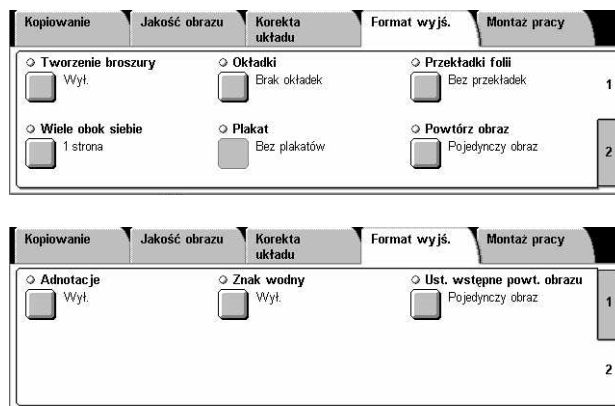 Kopiowanie Jakość obrazu Korekta układu Format wyjś. Montaż pracy
Tworzenie broszury Okładki Przekładki folii
Wył. Brak okładek Bez przekładek
1
Wiele obok siebie Plakat Powtórz obraz
1 strona Bez plakatów Pojedynczy obraz
2
Kopiowanie Jakość obrazu Korekta układu Format wyjś. Montaż pracy
Adnotacje Znak wodny Ust. wstępne powt. obrazu
Wył. Wył. Pojedynczy obraz
1
2